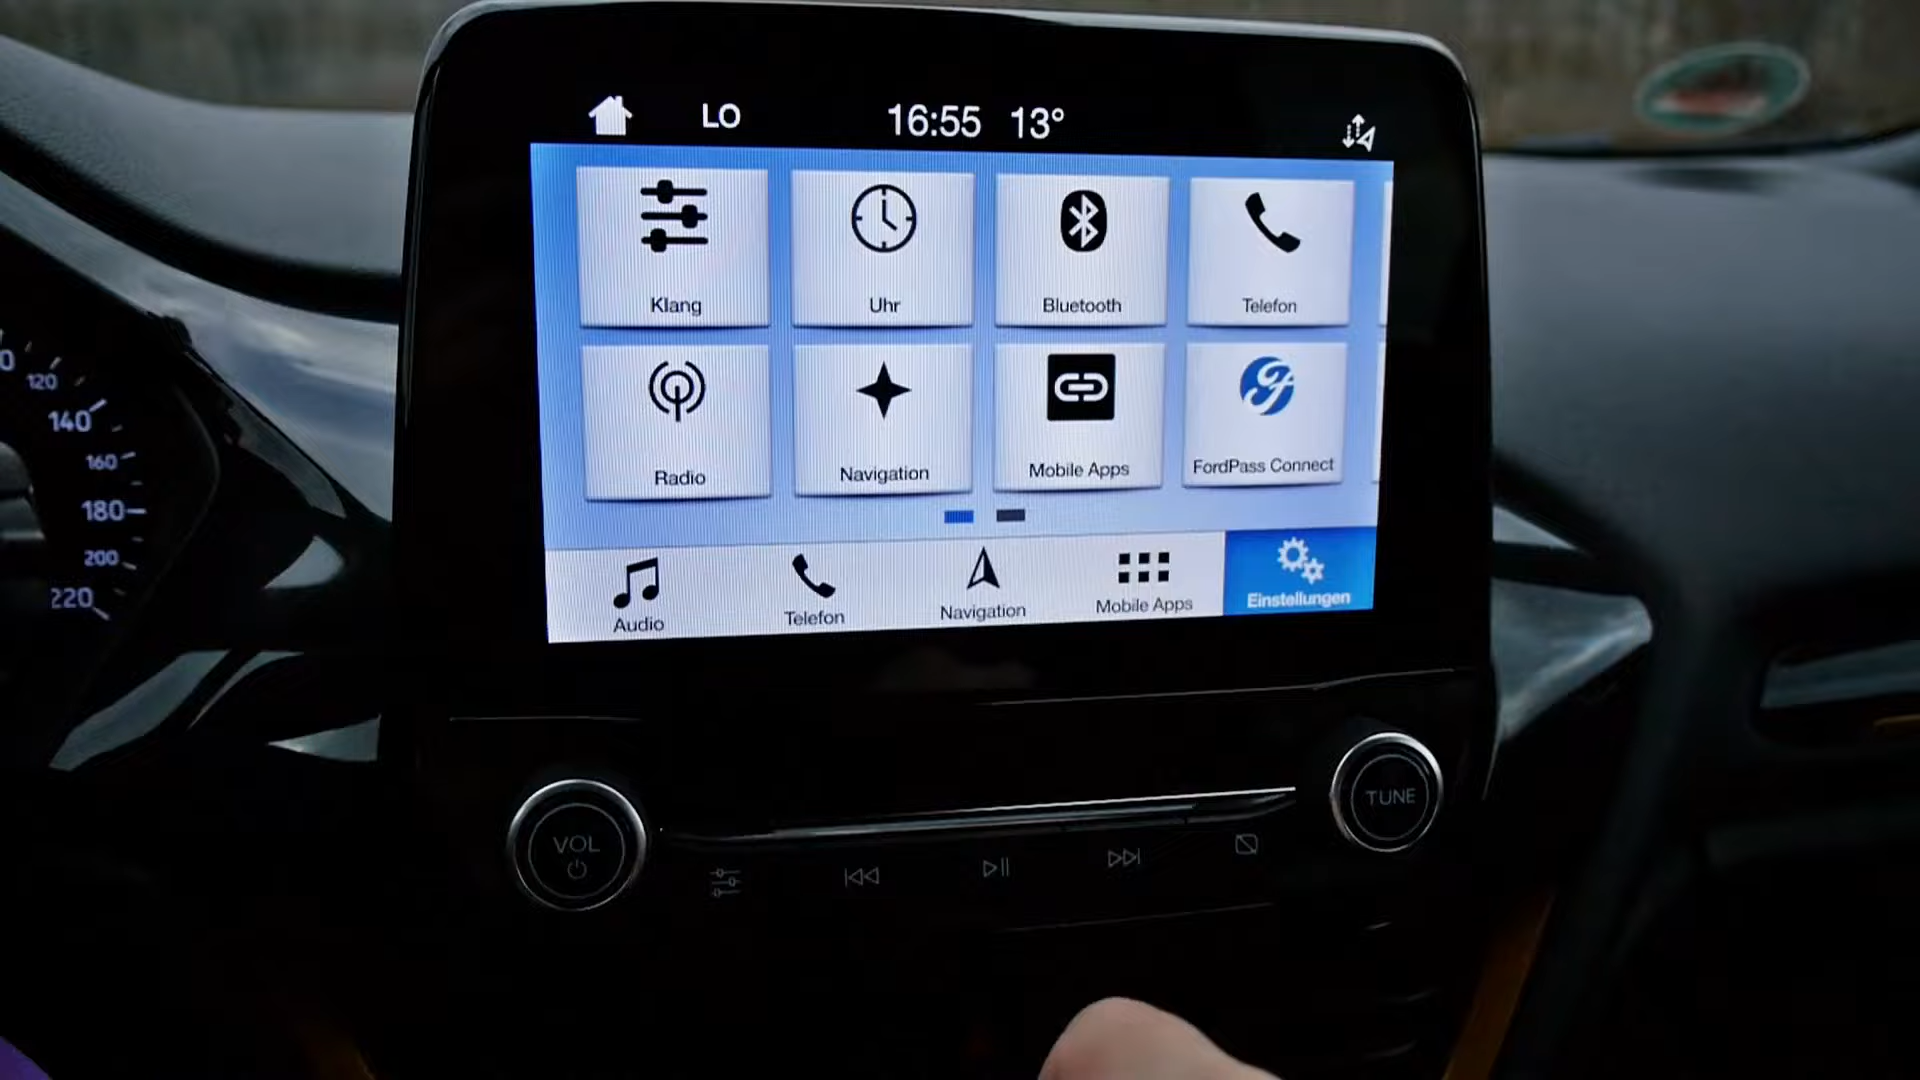 LO 16:55 13°
Klang Uhr Bluetooth Telefon
Radio Navigation Mobile Apps FordPass Connect
Audio Telefon Navigation Mobile Apps Einstellungen
120
140
160
180
200
220
VOL
TUNE